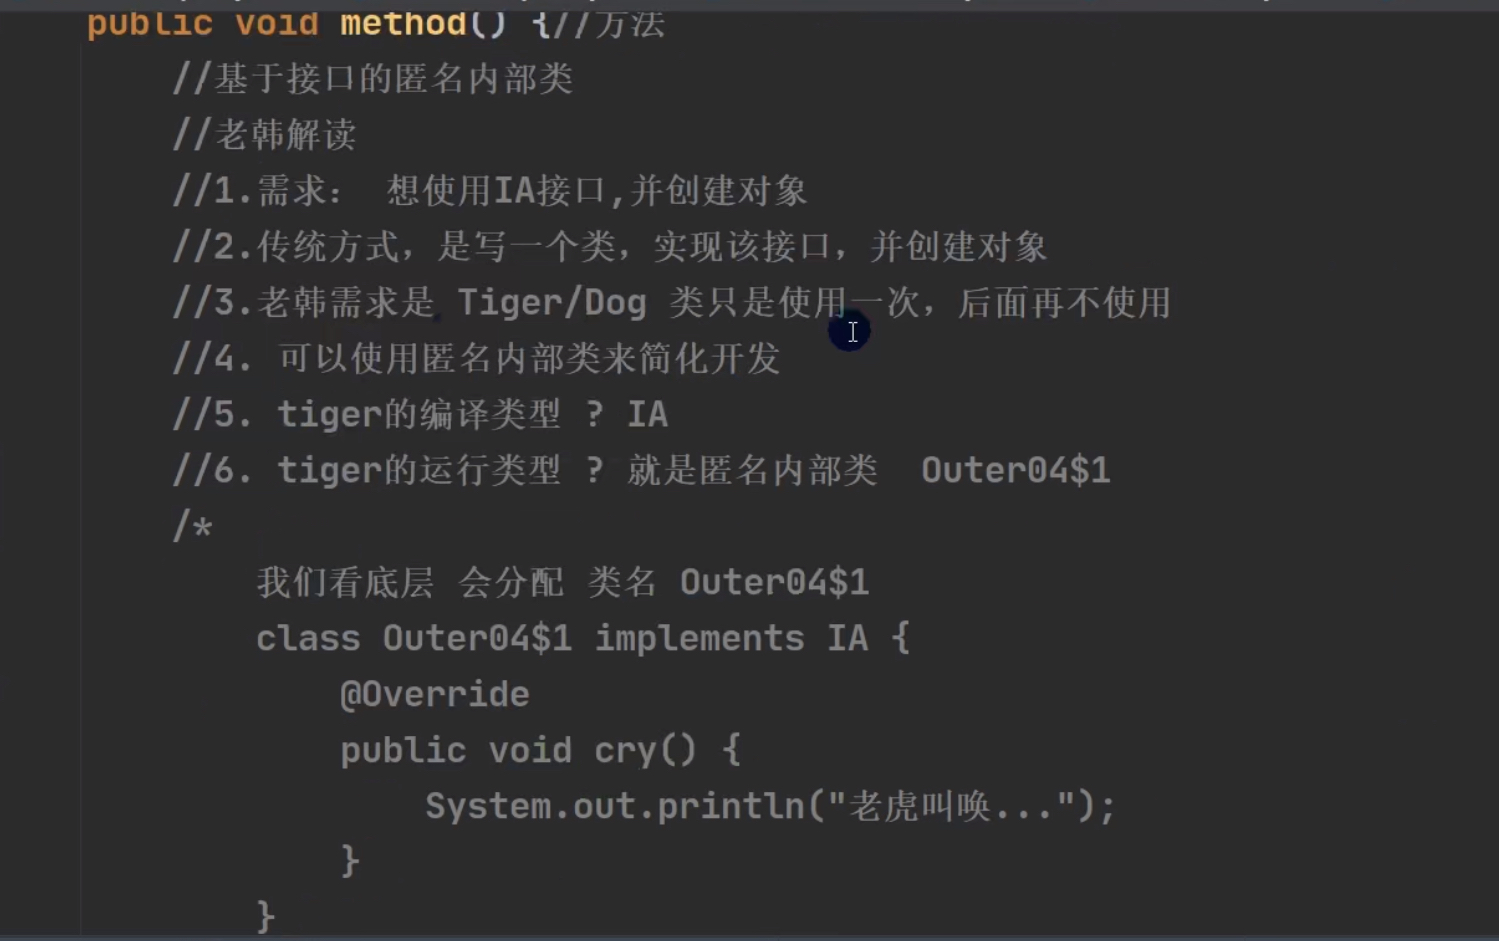 public void method() {//方法
//基于接口的匿名内部类
//老韩解读
//1.需求： 想使用IA接口,并创建对象
//2.传统方式，是写一个类，实现该接口，并创建对象
//3.老韩需求是 Tiger/Dog 类只是使用一次，后面再不使用
//4. 可以使用匿名内部类来简化开发
//5. tiger的编译类型 ? IA
//6. tiger的运行类型 ? 就是匿名内部类  Outer04$1
/*
我们看底层 会分配 类名 Outer04$1
class Outer04$1 implements IA {
@Override
public void cry() {
System.out.println("老虎叫唤...");
}
}